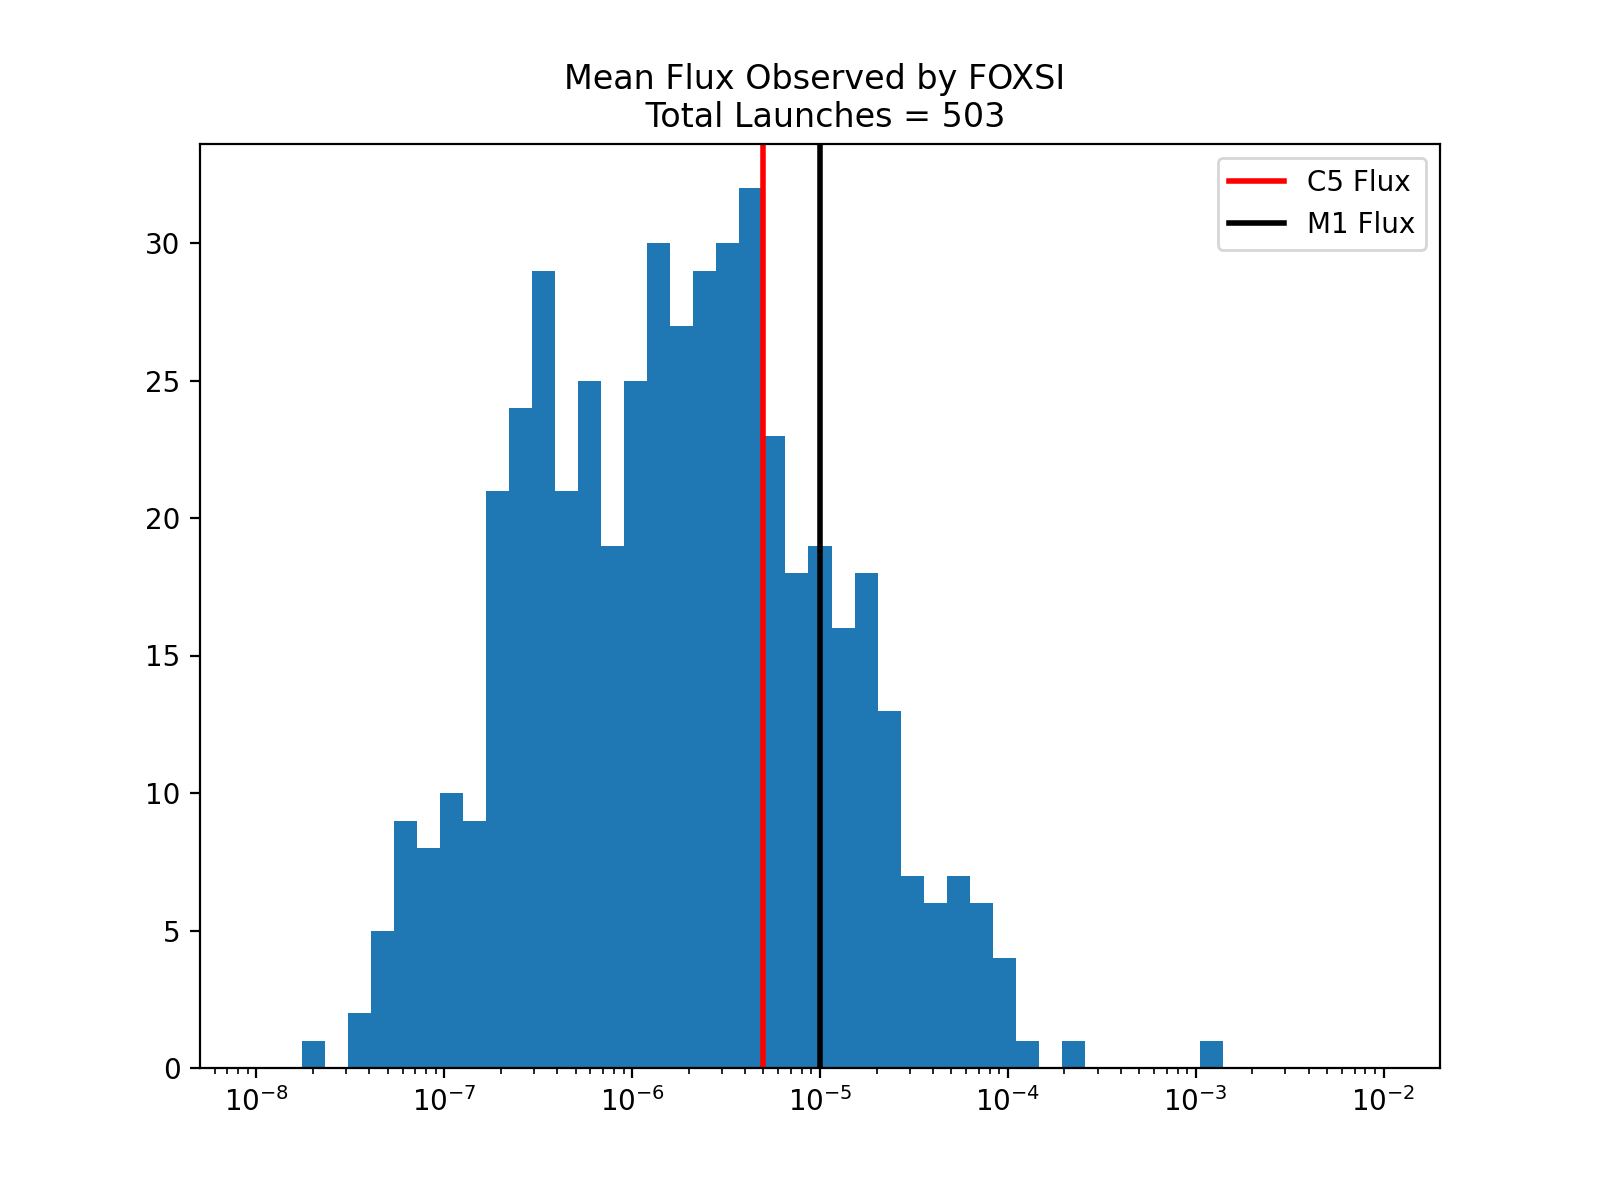 Mean Flux Observed by FOXSI
Total Launches = 503
C5 Flux
M1 Flux
30
25
20
15
10
5
0
10⁻⁸ 10⁻⁷ 10⁻⁶ 10⁻⁵ 10⁻⁴ 10⁻³ 10⁻²